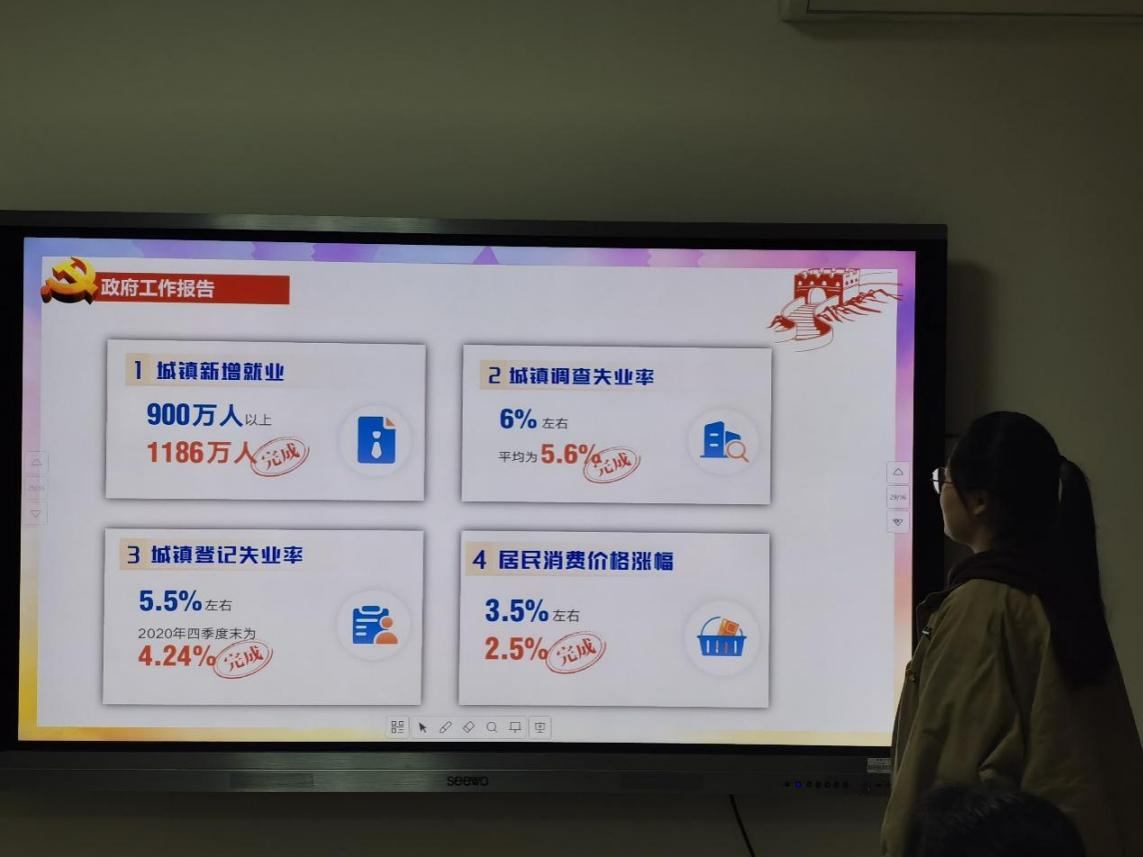 政府工作报告
1 城镇新增就业
900万人以上
1186万人 完成
2 城镇调查失业率
6% 左右
平均为5.6% 完成
3 城镇登记失业率
5.5%左右
2020年四季度末为
4.24% 完成
4 居民消费价格涨幅
3.5%左右
2.5% 完成
29/36
seewo